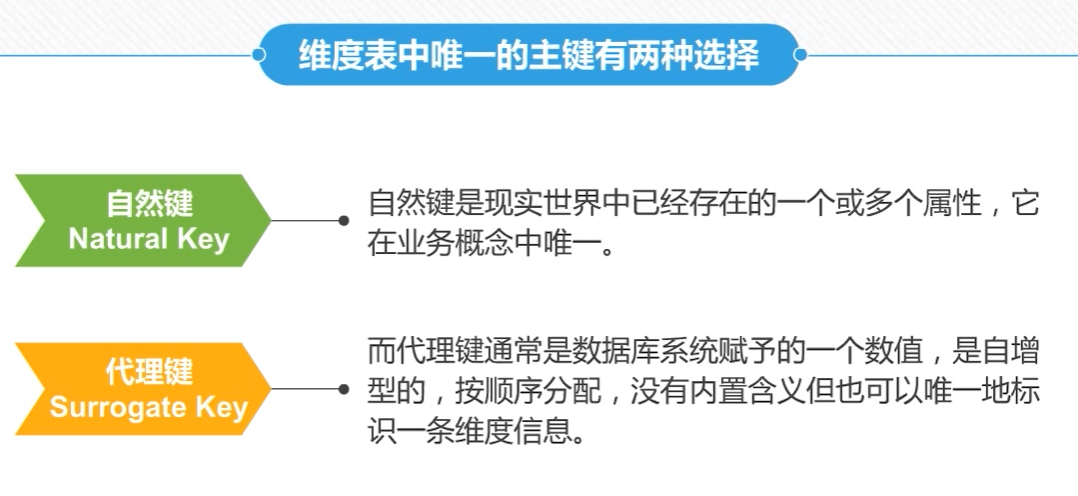 维度表中唯一的主键有两种选择
自然键
Natural Key
自然键是现实世界中已经存在的一个或多个属性，它
在业务概念中唯一。
代理键
Surrogate Key
而代理键通常是数据库系统赋予的一个数值，是自增
型的，按顺序分配，没有内置含义但也可以唯一地标
识一条维度信息。